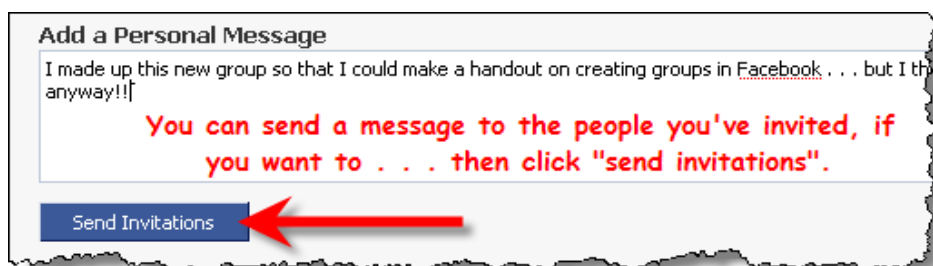 Add a Personal Message
I made up this new group so that I could make a handout on creating groups in Facebook . . . but I th
anyway!!
You can send a message to the people you've invited, if
you want to . . . then click "send invitations".
Send Invitations